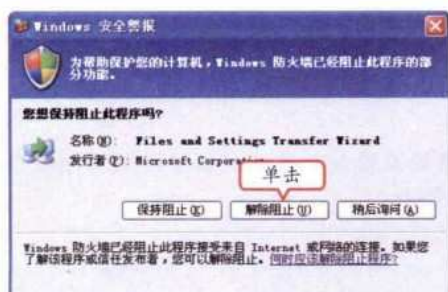 Windows 安全警报
为帮助保护您的计算机，Windows 防火墙已经阻止此程序的部
分功能。
您想保持阻止此程序吗?
名称(N): Files and Settings Transfer Wizard
发行者(P): Microsoft Corporation
单击
保持阻止(K) 解除阻止(U) 稍后询问(A)
Windows 防火墙已经阻止此程序接受来自 Internet 或网络的连接。如果您
了解该程序或信任发布者，您可以解除阻止。何时应该解除阻止程序?